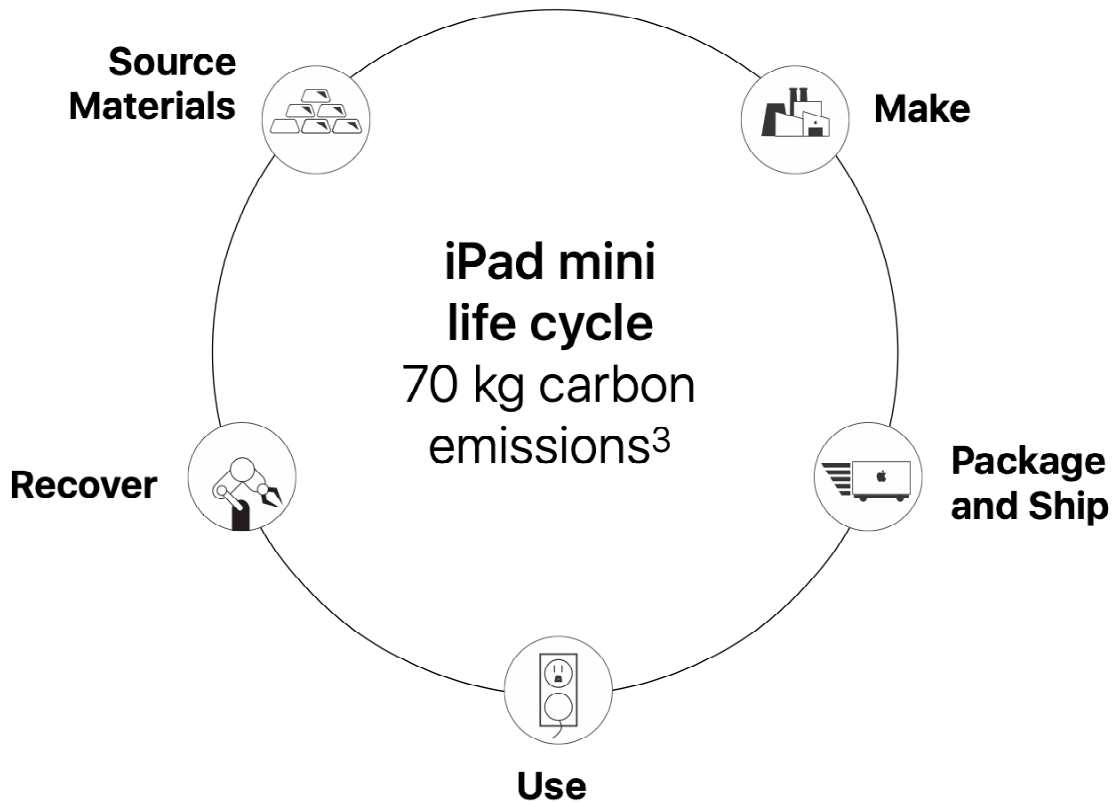 Source
Materials
Make
iPad mini
life cycle
70 kg carbon
emissions³
Recover
Package
and Ship
Use